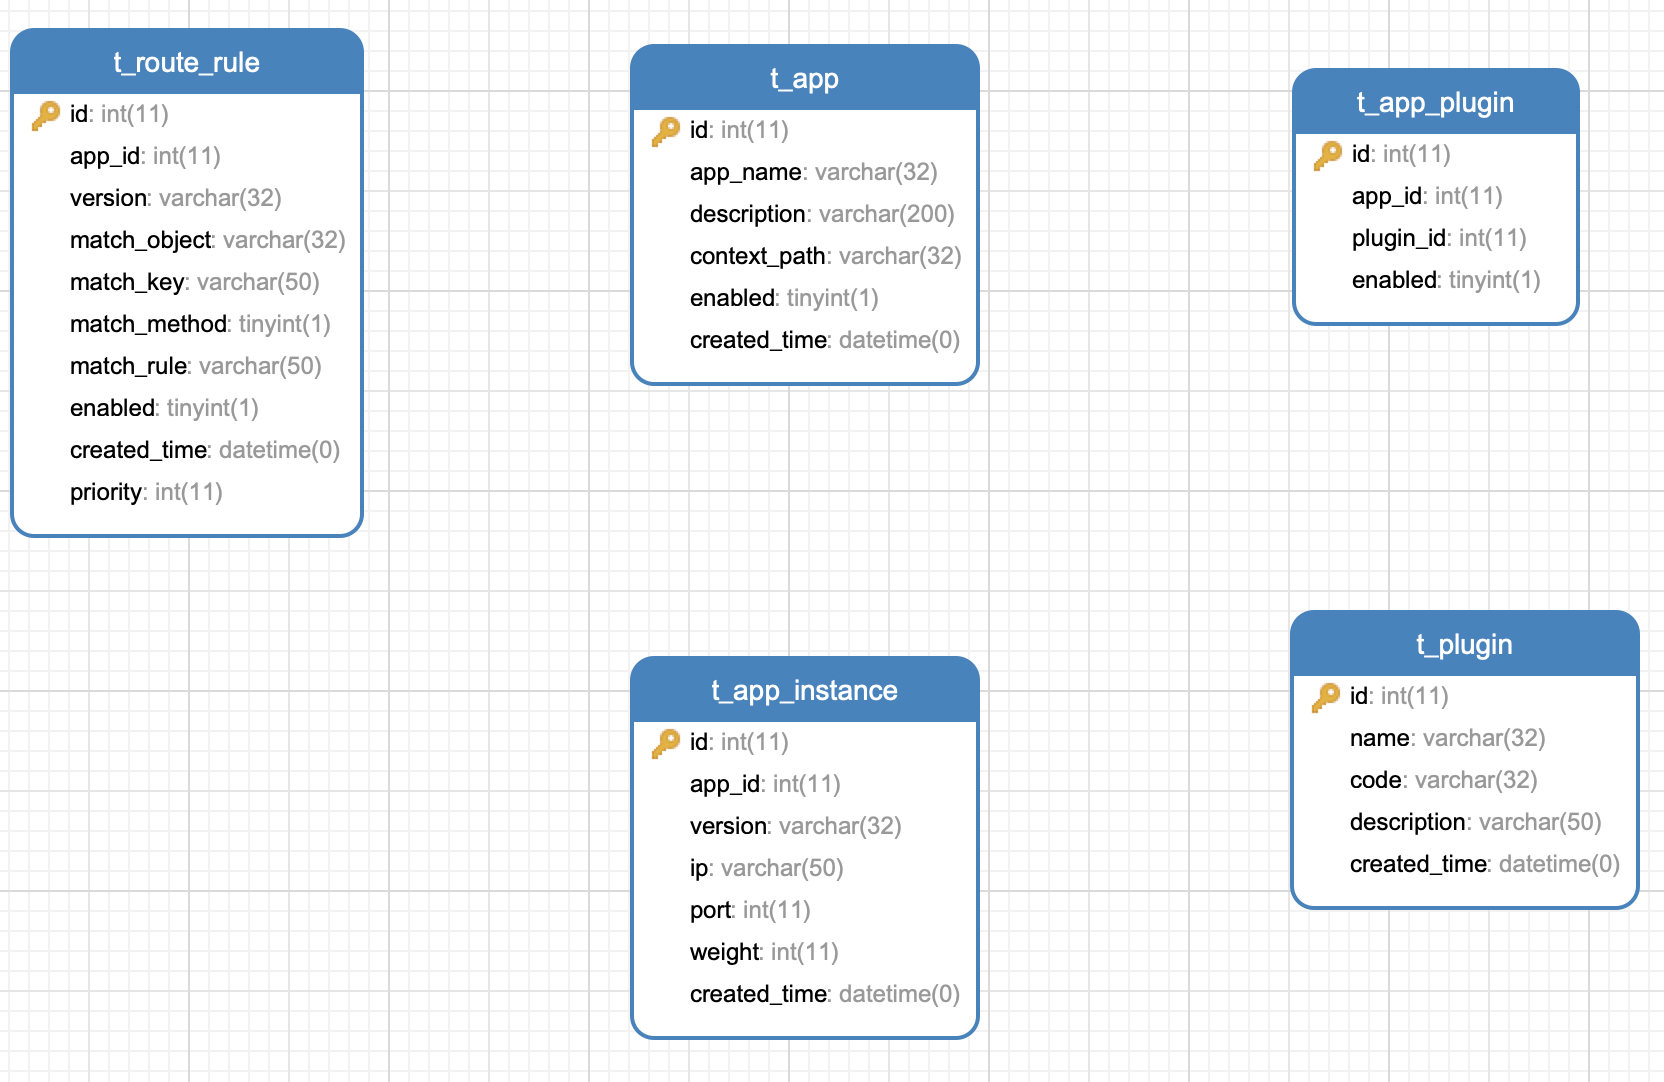 t_route_rule
id: int(11)
app_id: int(11)
version: varchar(32)
match_object: varchar(32)
match_key: varchar(50)
match_method: tinyint(1)
match_rule: varchar(50)
enabled: tinyint(1)
created_time: datetime(0)
priority: int(11)
t_app
id: int(11)
app_name: varchar(32)
description: varchar(200)
context_path: varchar(32)
enabled: tinyint(1)
created_time: datetime(0)
t_app_plugin
id: int(11)
app_id: int(11)
plugin_id: int(11)
enabled: tinyint(1)
t_app_instance
id: int(11)
app_id: int(11)
version: varchar(32)
ip: varchar(50)
port: int(11)
weight: int(11)
created_time: datetime(0)
t_plugin
id: int(11)
name: varchar(32)
code: varchar(32)
description: varchar(50)
created_time: datetime(0)